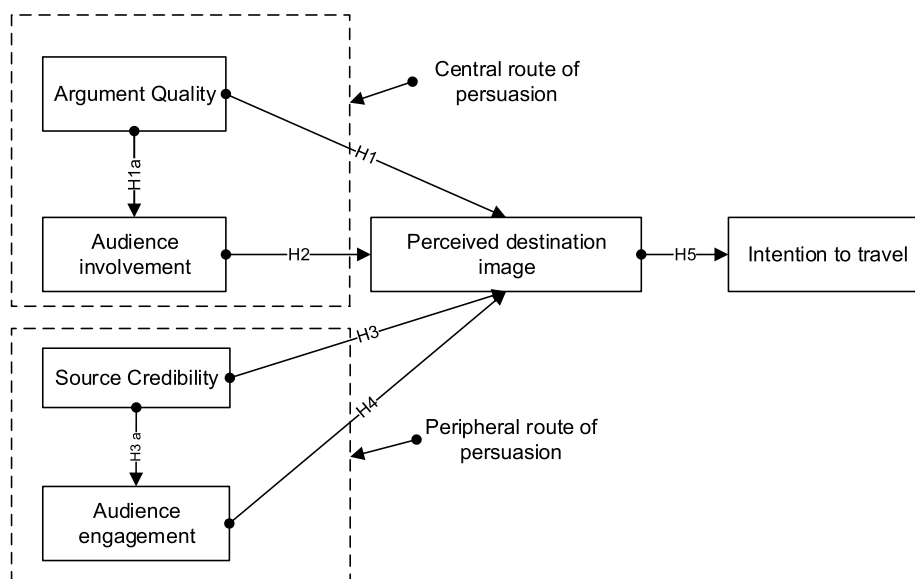 Argument Quality
Central route of
persuasion
H1
H1a
Audience
involvement
H2
Perceived destination
image
H5
Intention to travel
H3
Source Credibility
H4
H3 a
Peripheral route of
persuasion
Audience
engagement